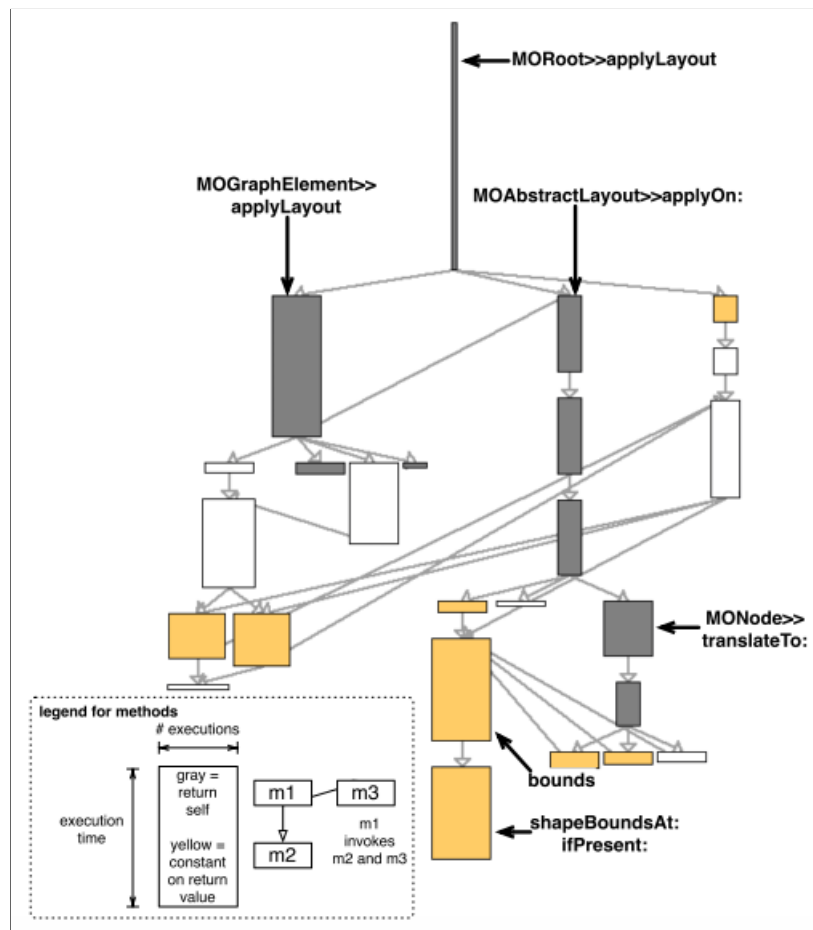 MORoot>>applyLayout
MOGraphElement>>
applyLayout
MOAbstractLayout>>applyOn:
MONode>>
translateTo:
bounds
shapeBoundsAt:
ifPresent:
legend for methods
# executions
execution
time
gray =
return
self
yellow =
constant
on return
value
m1
m3
m2
m1
invokes
m2 and m3